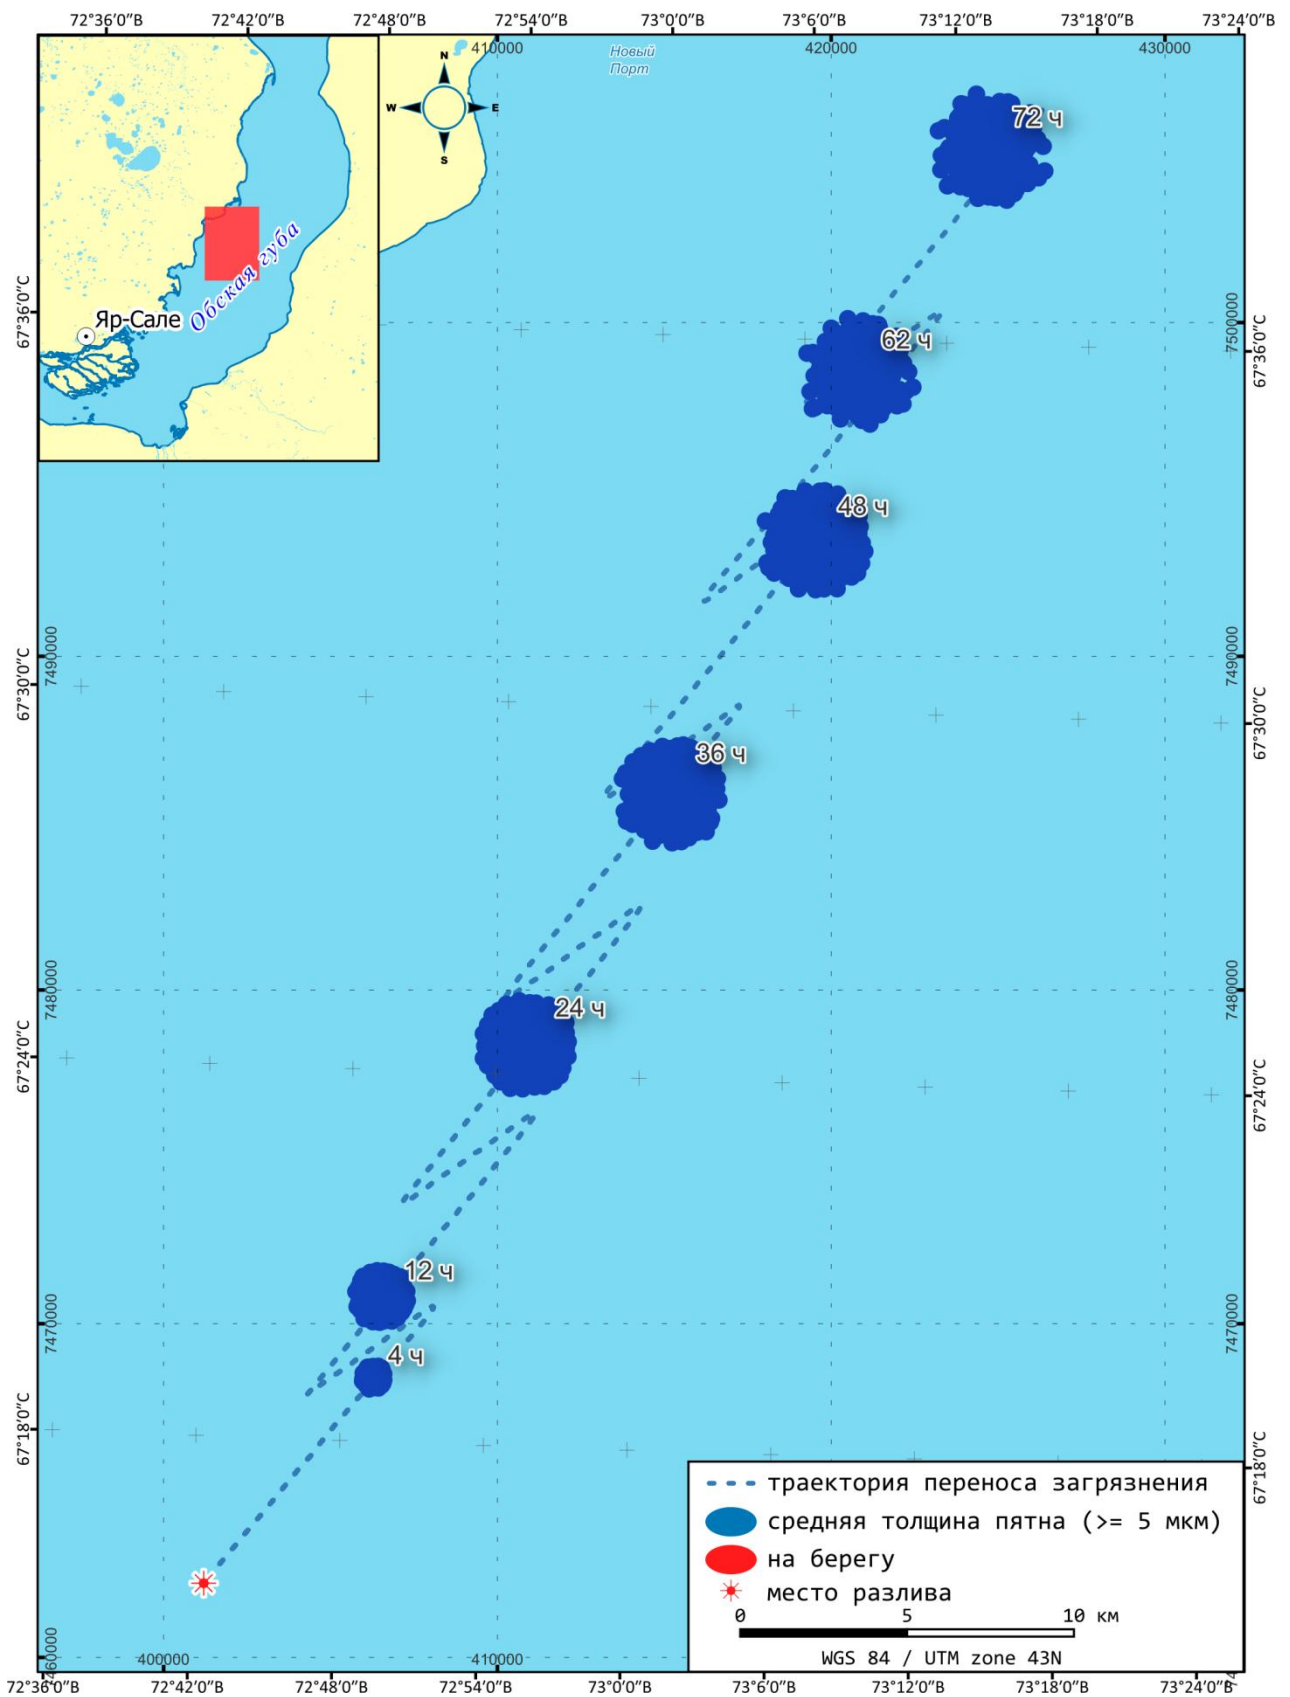 72°36'0"В 72°42'0"В 72°48'0"В 72°54'0"В 73°0'0"В 73°6'0"В 73°12'0"В 73°18'0"В 73°24'0"В
410000 420000 430000
Новый
Порт
N
W E
S
72 ч
Обская губа
Яр-Сале
67°36'0"С
7500000
67°36'0"С
62 ч
48 ч
7490000 7490000
67°30'0"С
67°30'0"С
36 ч
7480000 7480000
24 ч
67°24'0"С
67°24'0"С
12 ч
7470000 7470000
4 ч
67°18'0"С
67°18'0"С
траектория переноса загрязнения
средняя толщина пятна (>= 5 мкм)
на берегу
место разлива
0 5 10 км
WGS 84 / UTM zone 43N
400000 410000
72°36'0"В 72°42'0"В 72°48'0"В 72°54'0"В 73°0'0"В 73°6'0"В 73°12'0"В 73°18'0"В 73°24'0"В